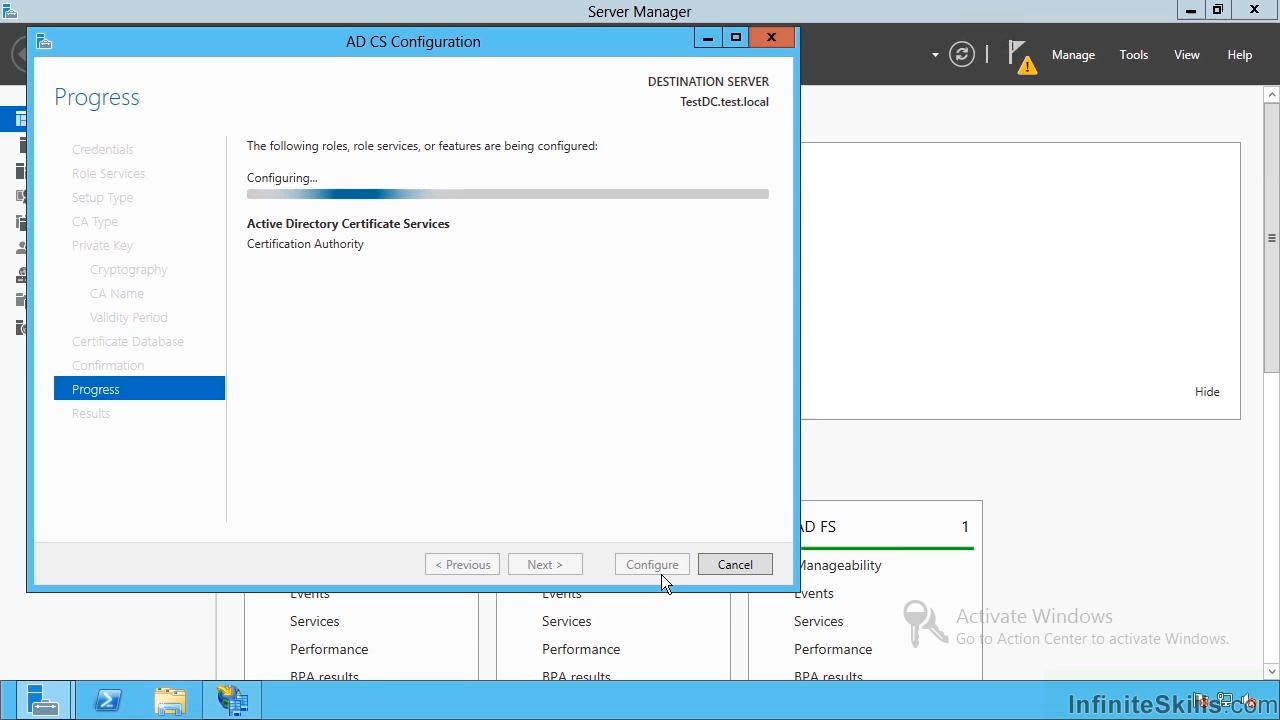 Server Manager
AD CS Configuration
Manage
Tools
View
Help
DESTINATION SERVER
TestDC.test.local
Progress
Credentials
Role Services
Setup Type
CA Type
Private Key
Cryptography
CA Name
Validity Period
Certificate Database
Confirmation
Progress
Results
The following roles, role services, or features are being configured:
Configuring...
Active Directory Certificate Services
Certification Authority
< Previous
Next >
Configure
Cancel
Hide
AD FS
1
Manageability
Events
Events
Events
Services
Services
Services
Performance
Performance
Performance
BPA results
BPA results
BPA results
Activate Windows
Go to Action Center to activate Windows.
InfiniteSkills.com